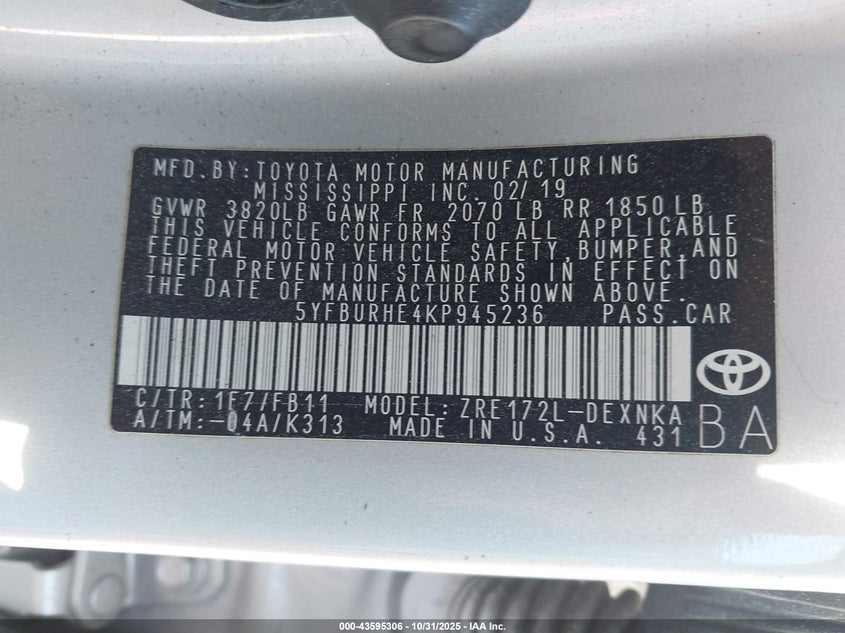 MFD.BY:TOYOTA MOTOR MANUFACTURING
MISSISSIPPI INC. 02/19
GVWR 3820LB GAWR FR 2070 LB RR 1850 LB
THIS VEHICLE CONFORMS TO ALL APPLICABLE
FEDERAL MOTOR VEHICLE SAFETY,BUMPER,AND
THEFT PREVENTION STANDARDS IN EFFECT ON
THE DATE OF MANUFACTURE SHOWN ABOVE.
5YFBURHE4KP945236 PASS.CAR
C/TR: 1F7/FB11 MODEL: ZRE172L-DEXNKA
A/TM:-04A/K313 MADE IN U.S.A. 431
BA
000-43595306 - 10/31/2025 - IAAI US